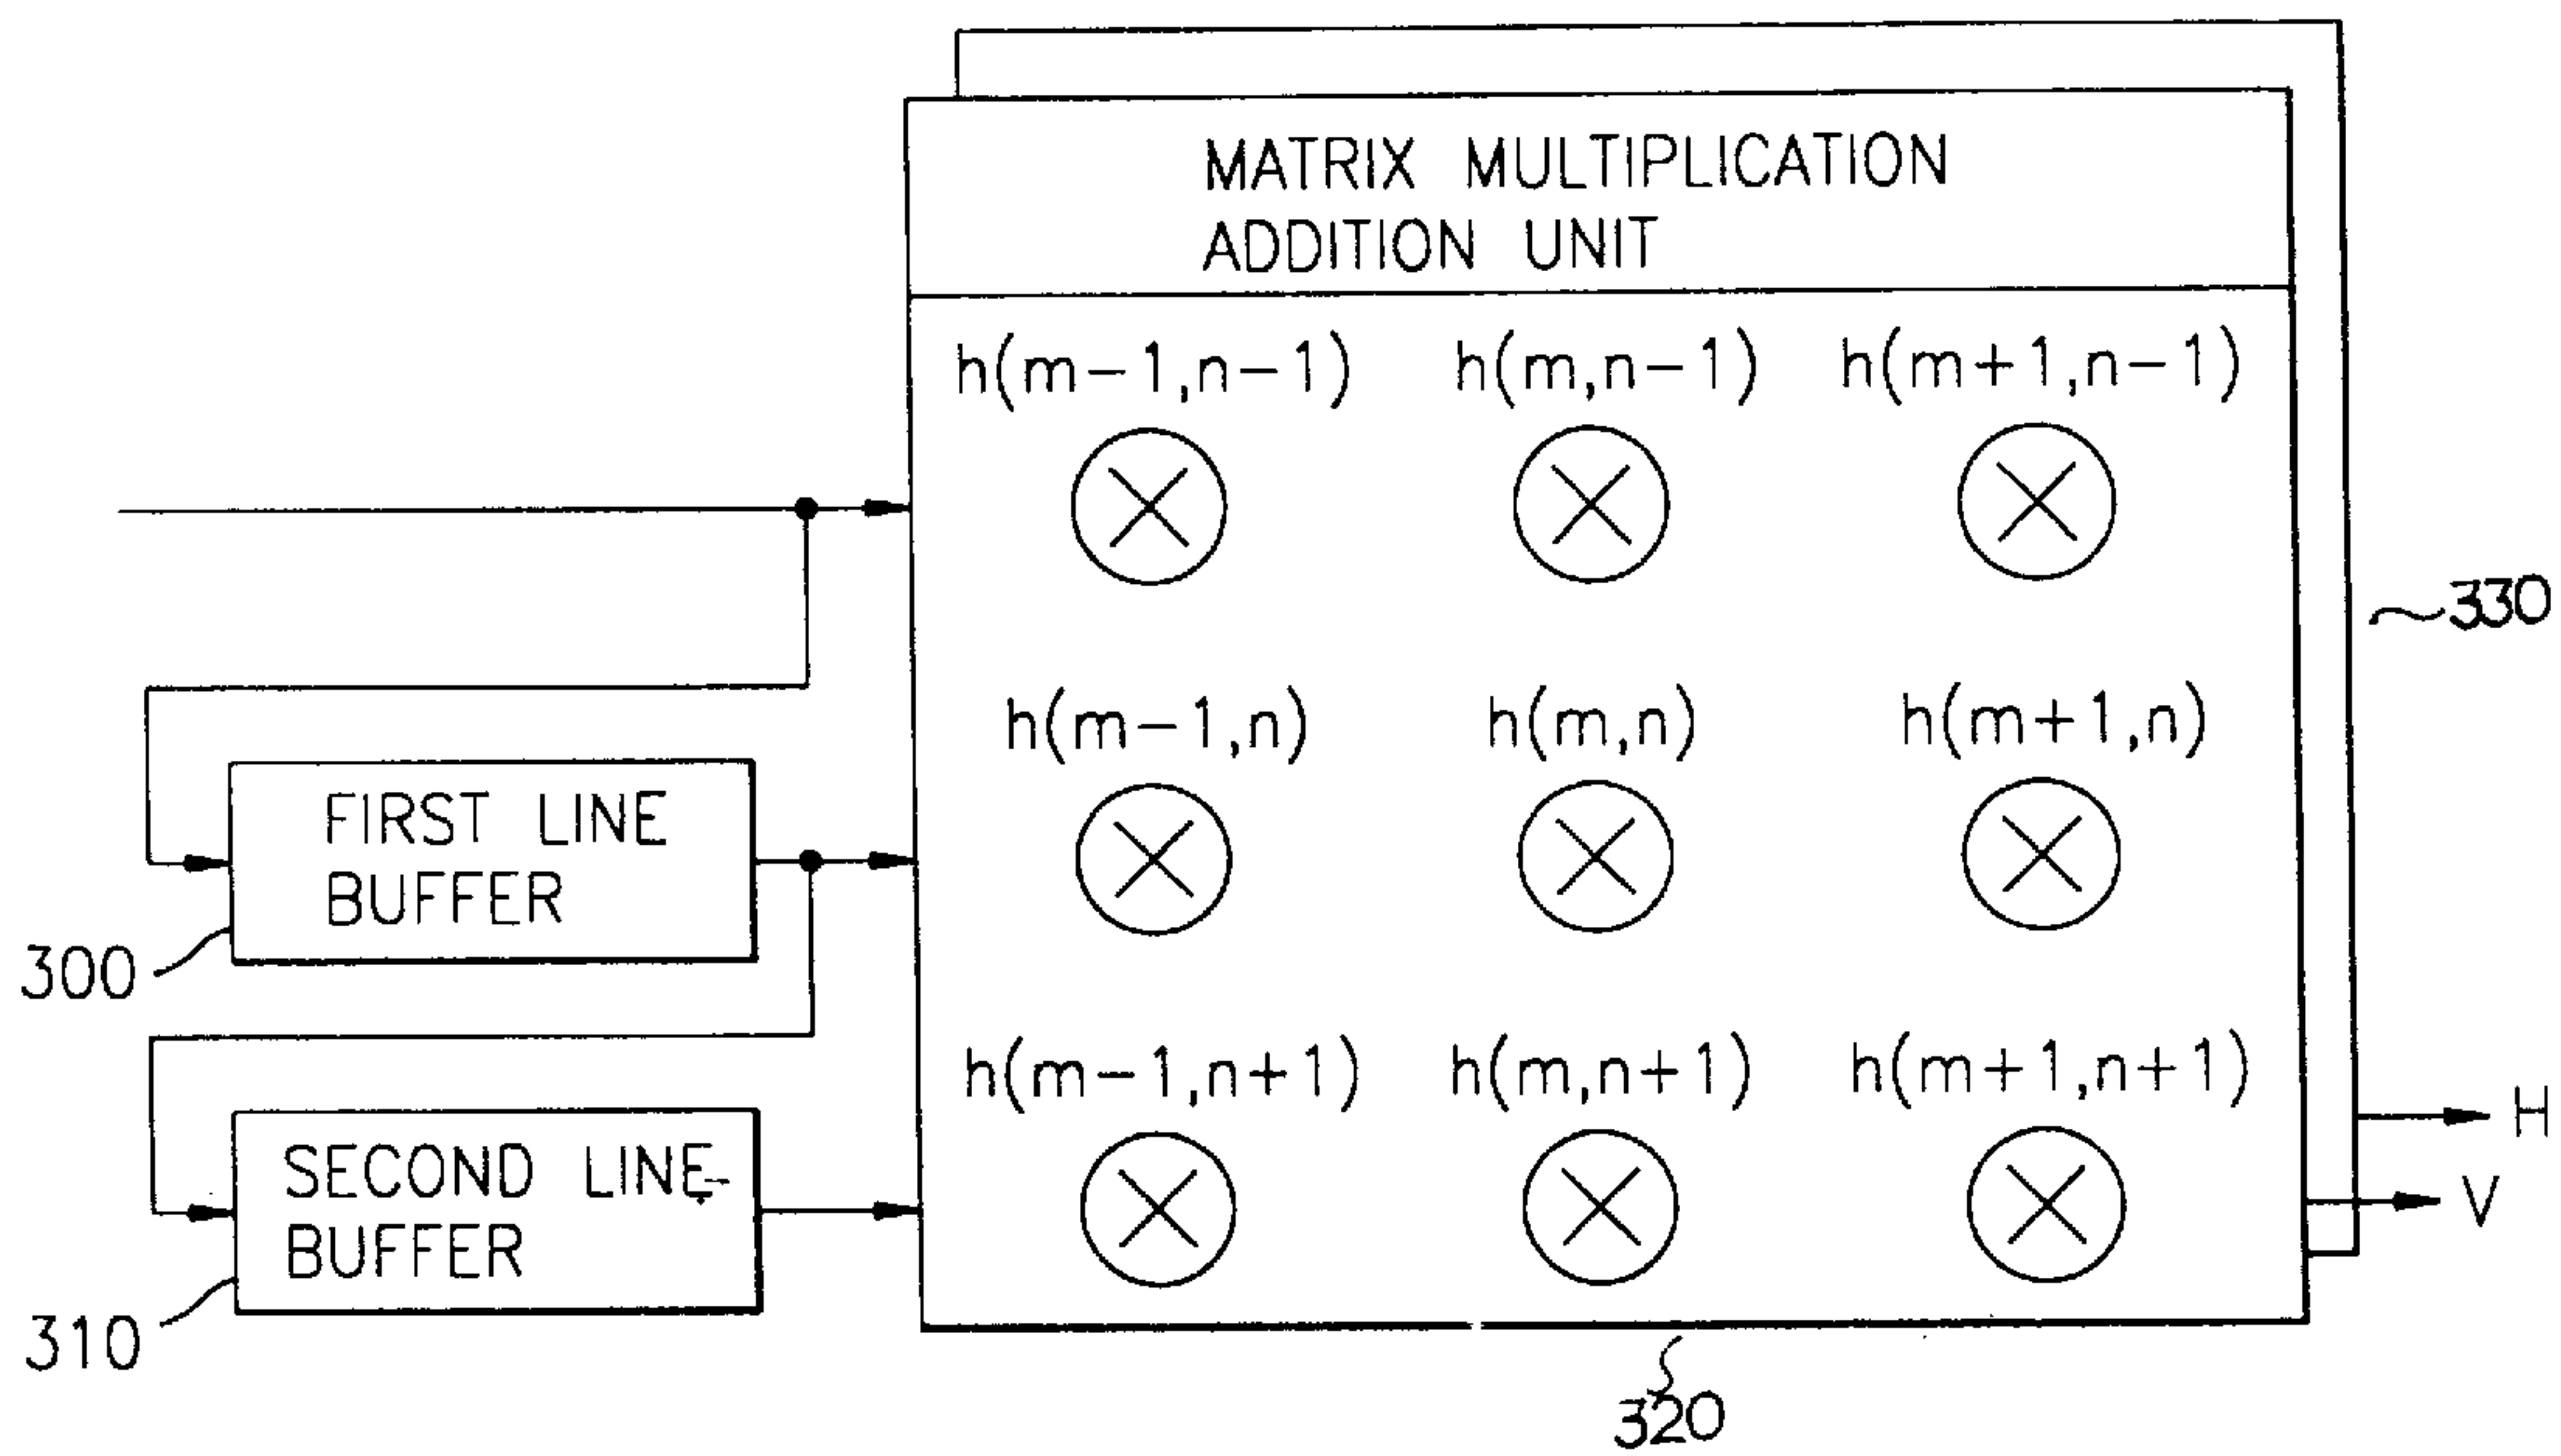 MATRIX MULTIPLICATION
ADDITION UNIT
h(m-1,n-1) h(m,n-1) h(m+1,n-1)
330
h(m-1,n) h(m,n) h(m+1,n)
FIRST LINE
BUFFER
300
h(m-1,n+1) h(m,n+1) h(m+1,n+1)
H
SECOND LINE
BUFFER
V
310
320